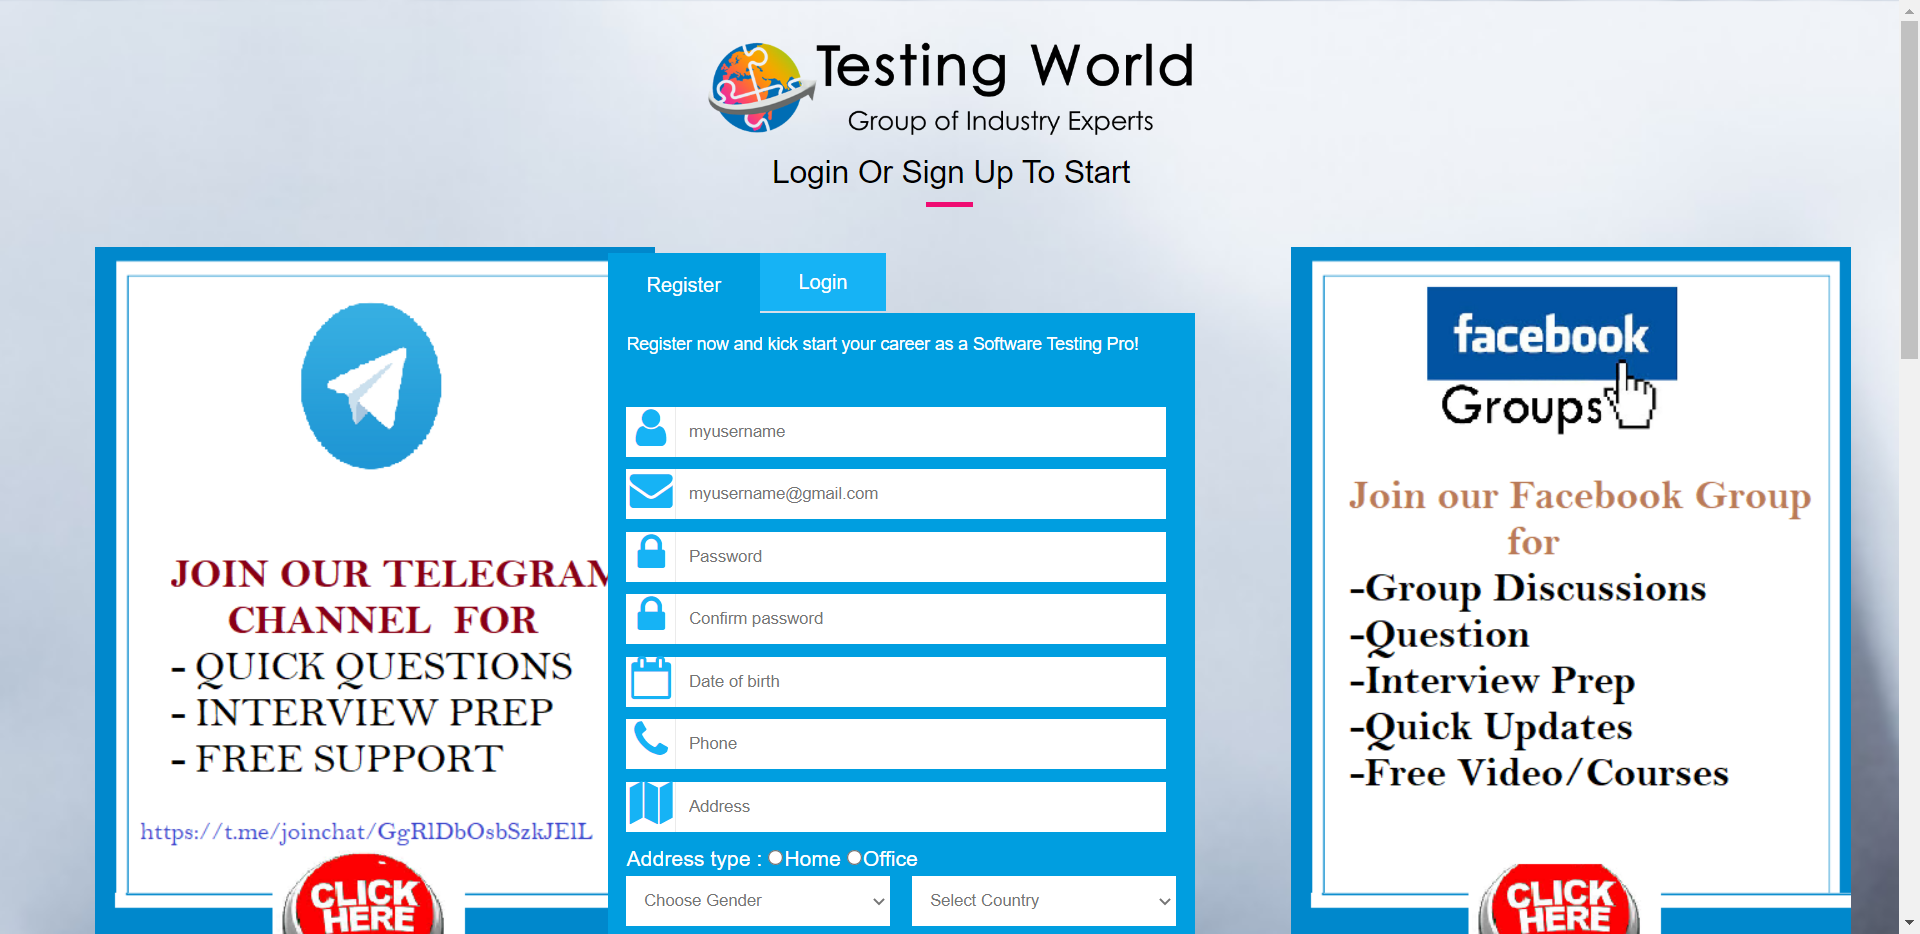 Testing World
Group of Industry Experts
Login Or Sign Up To Start
JOIN OUR TELEGRAM
CHANNEL FOR
- QUICK QUESTIONS
- INTERVIEW PREP
- FREE SUPPORT
https://t.me/joinchat/GgRlDbOsbSzkJElL
CLICK
HERE
Register
Login
Register now and kick start your career as a Software Testing Pro!
myusername
myusername@gmail.com
Password
Confirm password
Date of birth
Phone
Address
Address type : Home Office
Choose Gender
Select Country
facebook
Groups
Join our Facebook Group
for
-Group Discussions
-Question
-Interview Prep
-Quick Updates
-Free Video/Courses
CLICK
HERE